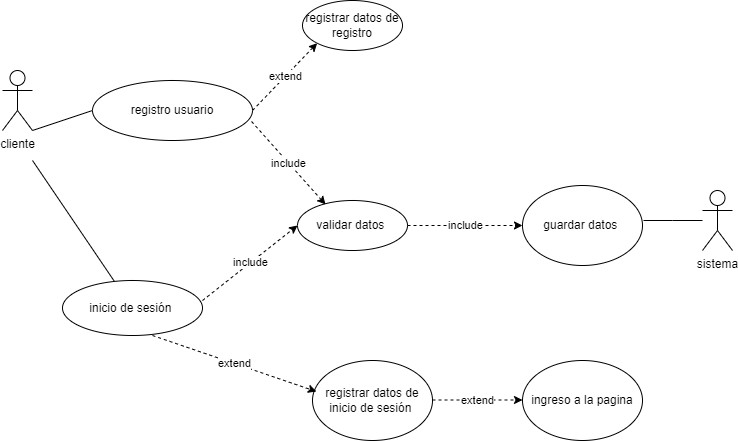 registrar datos de
registro
extend
registro usuario
cliente
include
validar datos
include
guardar datos
sistema
include
inicio de sesión
extend
registrar datos de
inicio de sesión
extend
ingreso a la pagina